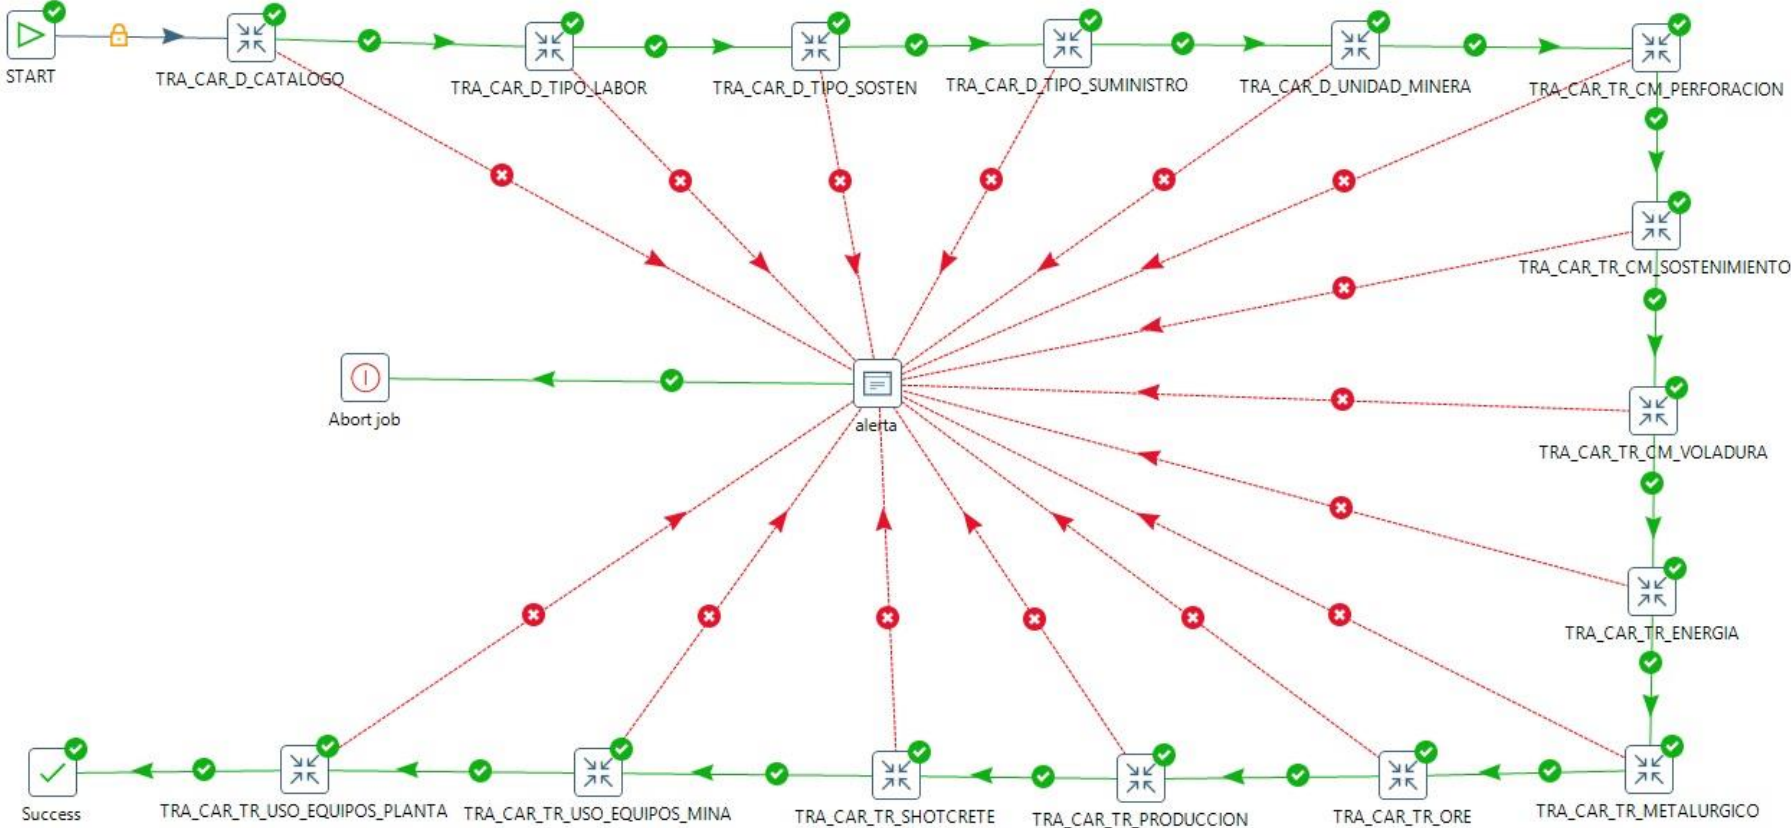 START
TRA_CAR_D_CATALOGO
TRA_CAR_D_TIPO_LABOR
TRA_CAR_D_TIPO_SOSTEN
TRA_CAR_D_TIPO_SUMINISTRO
TRA_CAR_D_UNIDAD_MINERA
TRA_CAR_TR_CM_PERFORACION
TRA_CAR_TR_CM_SOSTENIMIENTO
Abort job
alerta
TRA_CAR_TR_CM_VOLADURA
TRA_CAR_TR_ENERGIA
Success
TRA_CAR_TR_USO_EQUIPOS_PLANTA
TRA_CAR_TR_USO_EQUIPOS_MINA
TRA_CAR_TR_SHOTCRETE
TRA_CAR_TR_PRODUCCION
TRA_CAR_TR_ORE
TRA_CAR_TR_METALURGICO